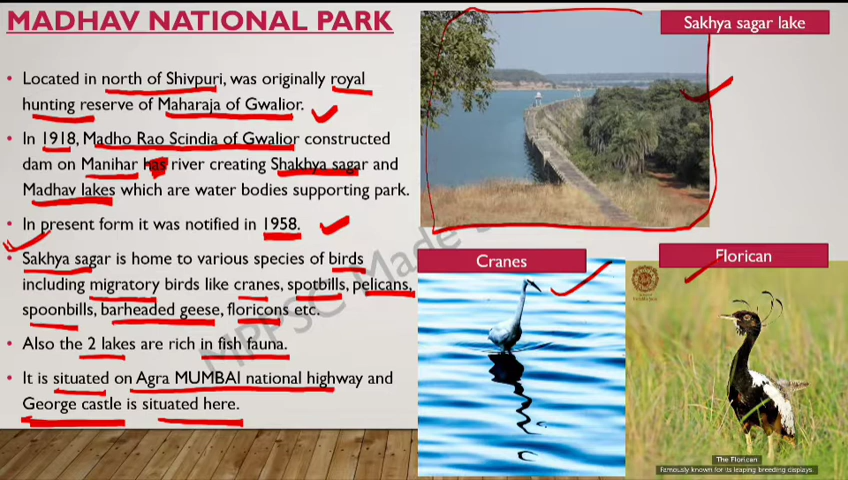 MADHAV NATIONAL PARK
Sakhya sagar lake
• Located in north of Shivpuri, was originally royal
hunting reserve of Maharaja of Gwalior.
• In 1918, Madho Rao Scindia of Gwalior constructed
dam on Manihar has river creating Shakhya sagar and
Madhav lakes which are water bodies supporting park.
• In present form it was notified in 1958.
• Sakhya sagar is home to various species of birds
including migratory birds like cranes, spotbills, pelicans,
spoonbills, barheaded geese, floricons etc.
• Also the 2 lakes are rich in fish fauna.
• It is situated on Agra MUMBAI national highway and
George castle is situated here.
MPPSC Made
Cranes
Florican
The Florican
Famously known for its leaping breeding displays.